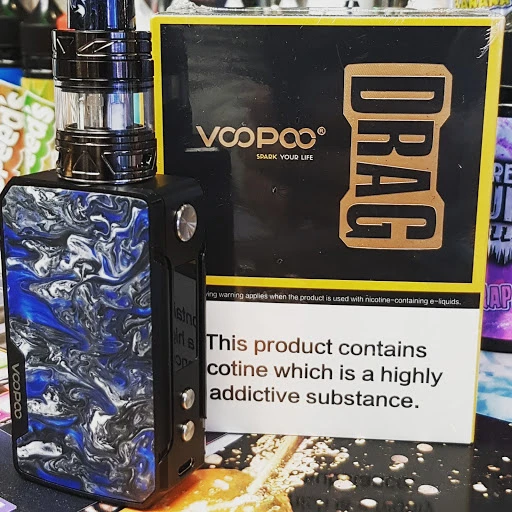 VOOPOO®
SPARK YOUR LIFE
DRAG
ing warning applies when the product is used with nicotine-containing e-liquids.
This product contains
cotine which is a highly
addictive substance.
VOOPOO